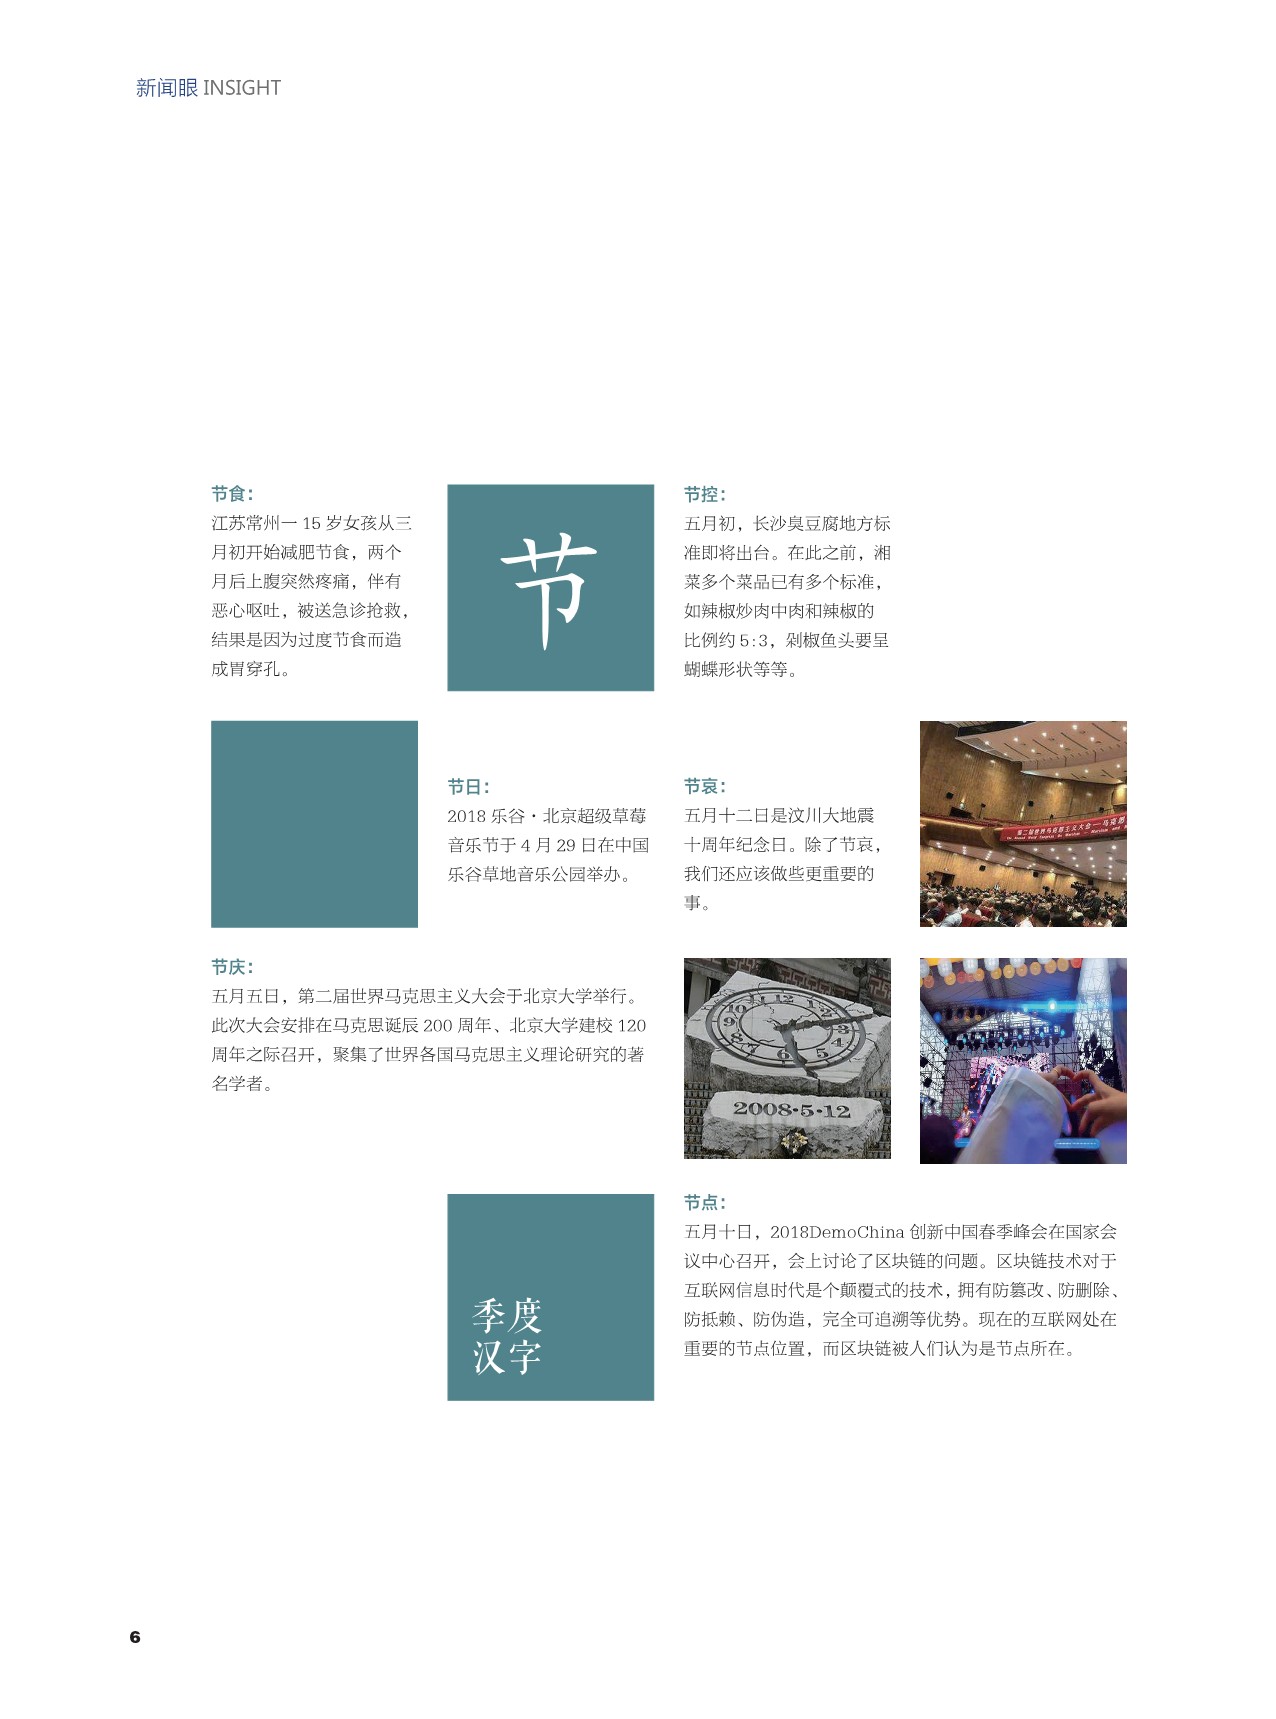 新闻眼 INSIGHT
节食：
江苏常州一 15 岁女孩从三
月初开始减肥节食，两个
月后上腹突然疼痛，伴有
恶心呕吐，被送急诊抢救，
结果是因为过度节食而造
成胃穿孔。
节
节控：
五月初，长沙臭豆腐地方标
准即将出台。在此之前，湘
菜多个菜品已有多个标准，
如辣椒炒肉中肉和辣椒的
比例约 5:3，剁椒鱼头要呈
蝴蝶形状等等。
节日：
2018 乐谷·北京超级草莓
音乐节于 4 月 29 日在中国
乐谷草地音乐公园举办。
节哀：
五月十二日是汶川大地震
十周年纪念日。除了节哀，
我们还应该做些更重要的
事。
第二届世界马克思主义大会
节庆：
五月五日，第二届世界马克思主义大会于北京大学举行。
此次大会安排在马克思诞辰 200 周年、北京大学建校 120
周年之际召开，聚集了世界各国马克思主义理论研究的著
名学者。
2008·5·12
季度
汉字
节点：
五月十日，2018DemoChina 创新中国春季峰会在国家会
议中心召开，会上讨论了区块链的问题。区块链技术对于
互联网信息时代是个颠覆式的技术，拥有防篡改、防删除、
防抵赖、防伪造，完全可追溯等优势。现在的互联网处在
重要的节点位置，而区块链被人们认为是节点所在。
6